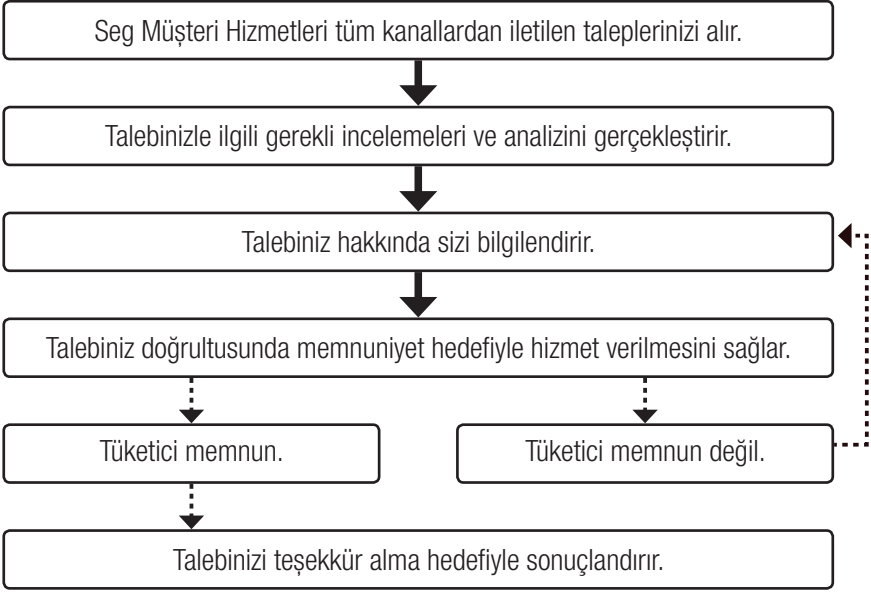 Seg Müşteri Hizmetleri tüm kanallardan iletilen taleplerinizi alır.
Talebinizle ilgili gerekli incelemeleri ve analizini gerçekleştirir.
Talebiniz hakkında sizi bilgilendirir.
Talebiniz doğrultusunda memnuniyet hedefiyle hizmet verilmesini sağlar.
Tüketici memnun.
Tüketici memnun değil.
Talebinizi teşekkür alma hedefiyle sonuçlandırır.